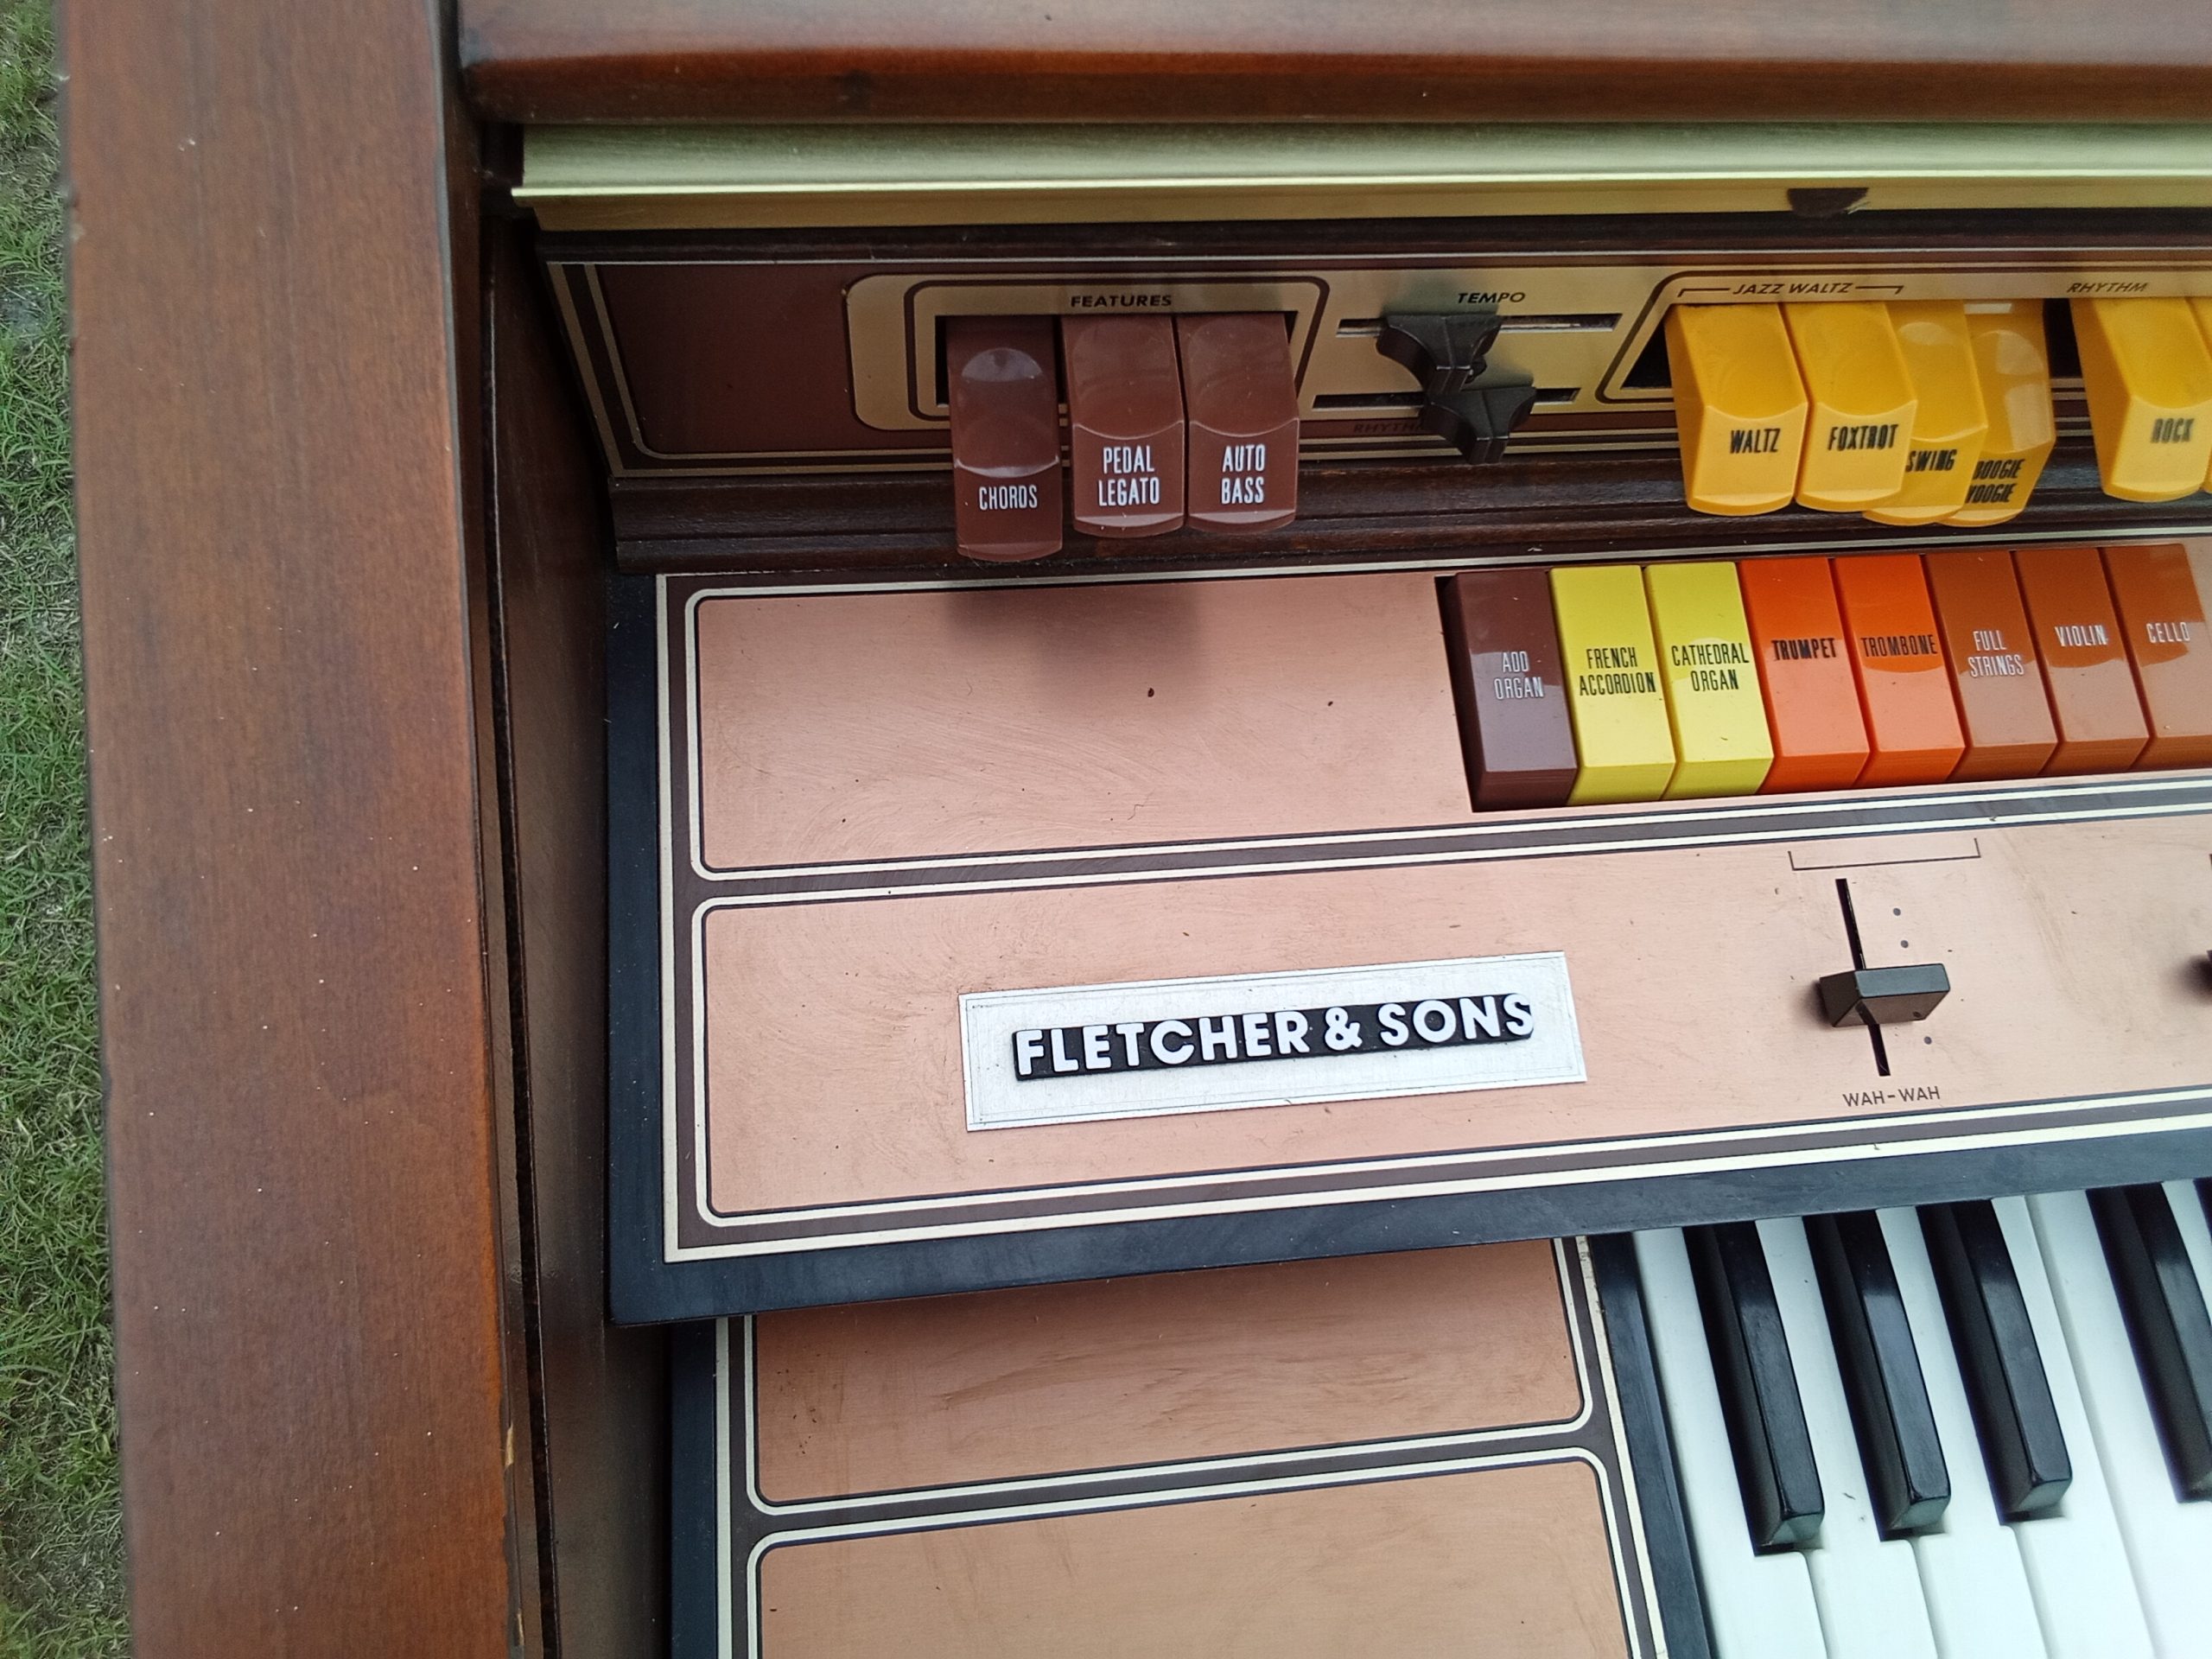 FEATURES
TEMPO
JAZZ WALTZ
RHYTHM
CHORDS
PEDAL
LEGATO
AUTO
BASS
RHYTHM
WALTZ
FOXTROT
SWING
BOOGIE
WOOGIE
ROCK
ADD
ORGAN
FRENCH
ACCORDION
CATHEDRAL
ORGAN
TRUMPET
TROMBONE
FULL
STRINGS
VIOLIN
CELLO
FLETCHER & SONS
WAH-WAH